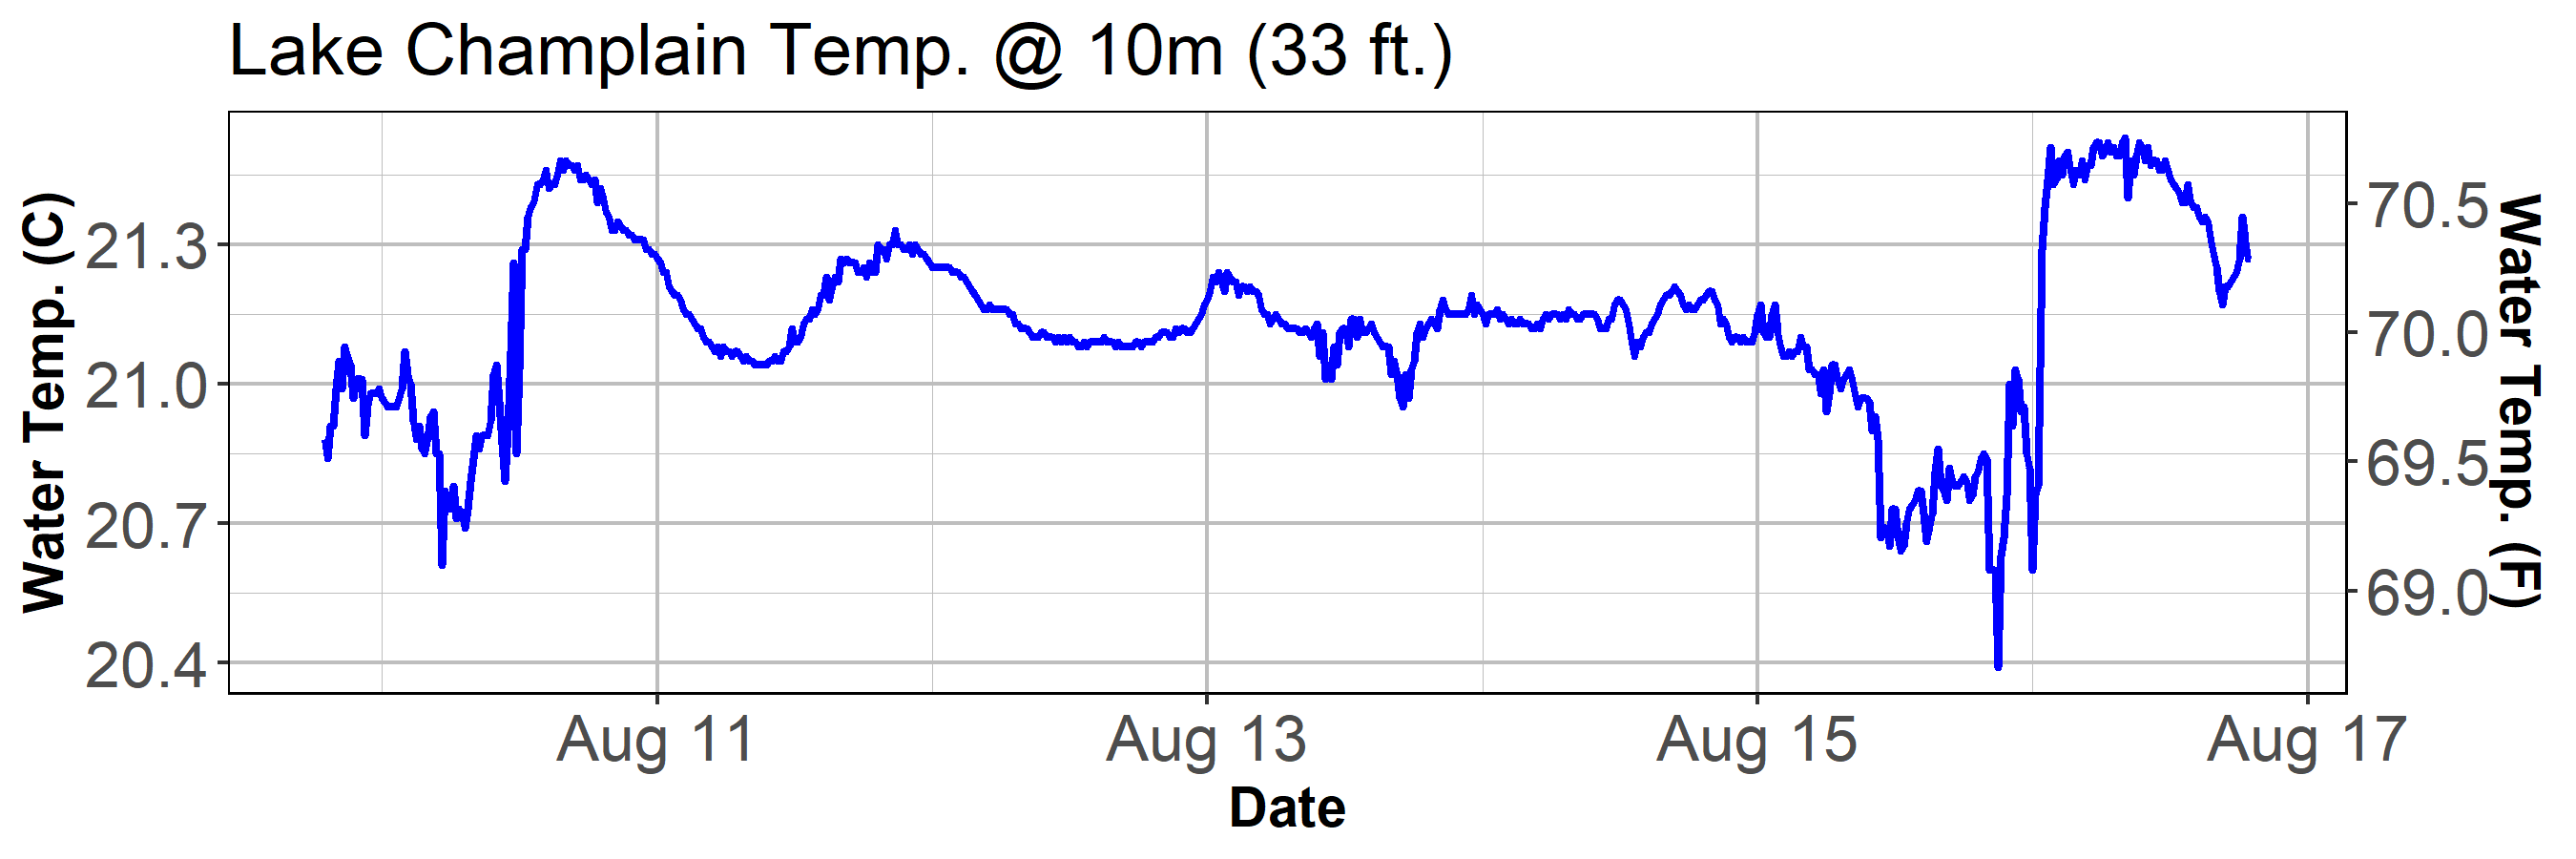 Lake Champlain Temp. @ 10m (33 ft.)
Water Temp. (C)
21.3
21.0
20.7
20.4
70.5
70.0
69.5
69.0
Water Temp. (F)
Aug 11 Aug 13 Aug 15 Aug 17
Date